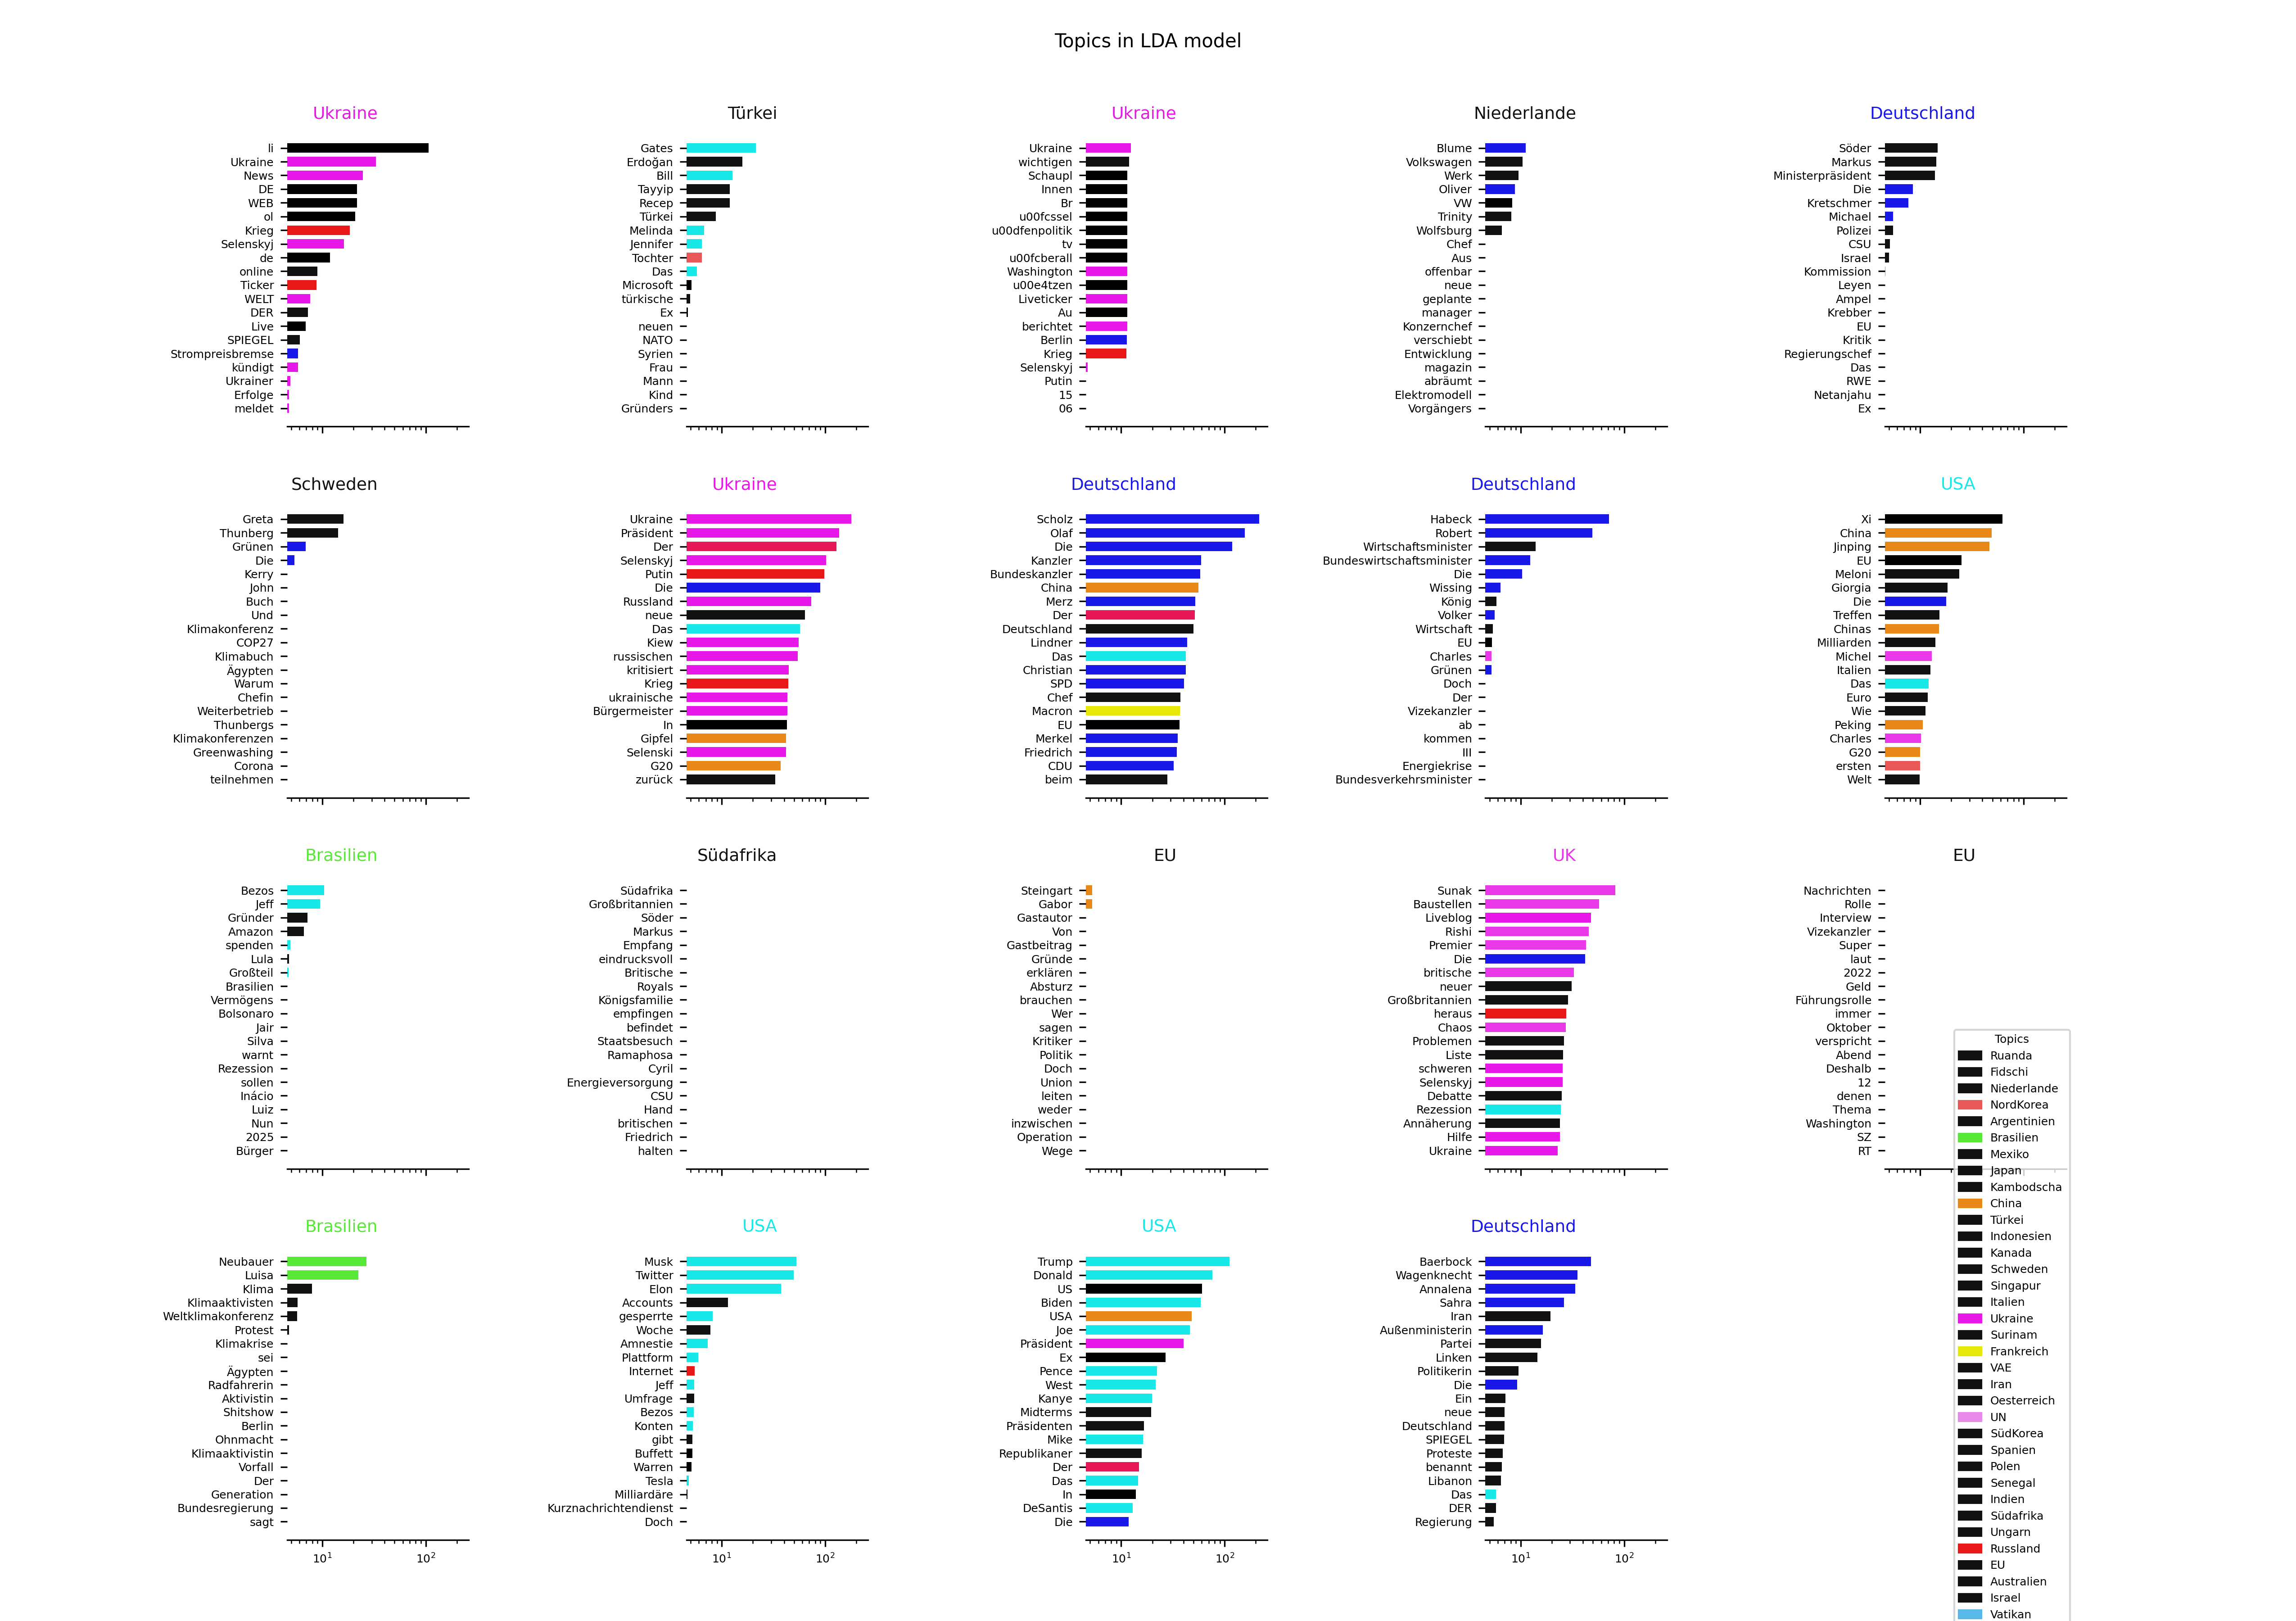 Topics in LDA model
Ukraine
li
Ukraine
News
DE
WEB
ol
Krieg
Selenskyj
de
online
Ticker
WELT
DER
Live
SPIEGEL
Strompreisbremse
kündigt
Ukrainer
Erfolge
meldet
Türkei
Gates
Erdoğan
Bill
Tayyip
Recep
Türkei
Melinda
Jennifer
Tochter
Das
Microsoft
türkische
Ex
neuen
NATO
Syrien
Frau
Mann
Kind
Gründers
Ukraine
Ukraine
wichtigen
Schaupl
Innen
Br
u00fcssel
u00dfenpolitik
tv
u00fcberall
Washington
u00e4tzen
Liveticker
Au
berichtet
Berlin
Krieg
Selenskyj
Putin
15
06
Niederlande
Blume
Volkswagen
Werk
Oliver
VW
Trinity
Wolfsburg
Chef
Aus
offenbar
neue
geplante
manager
Konzernchef
verschiebt
Entwicklung
magazin
abräumt
Elektromodell
Vorgängers
Deutschland
Söder
Markus
Ministerpräsident
Die
Kretschmer
Michael
Polizei
CSU
Israel
Kommission
Leyen
Ampel
Krebber
EU
Kritik
Regierungschef
Das
RWE
Netanjahu
Ex
Schweden
Greta
Thunberg
Grünen
Die
Kerry
John
Buch
Und
Klimakonferenz
COP27
Klimabuch
Ägypten
Warum
Chefin
Weiterbetrieb
Thunbergs
Klimakonferenzen
Greenwashing
Corona
teilnehmen
Ukraine
Ukraine
Präsident
Der
Selenskyj
Putin
Die
Russland
neue
Das
Kiew
russischen
kritisiert
Krieg
ukrainische
Bürgermeister
In
Gipfel
Selenski
G20
zurück
Deutschland
Scholz
Olaf
Die
Kanzler
Bundeskanzler
China
Merz
Der
Deutschland
Lindner
Das
Christian
SPD
Chef
Macron
EU
Merkel
Friedrich
CDU
beim
Deutschland
Habeck
Robert
Wirtschaftsminister
Bundeswirtschaftsminister
Die
Wissing
König
Volker
Wirtschaft
EU
Charles
Grünen
Doch
Der
Vizekanzler
ab
kommen
III
Energiekrise
Bundesverkehrsminister
USA
Xi
China
Jinping
EU
Meloni
Giorgia
Die
Treffen
Chinas
Milliarden
Michel
Italien
Das
Euro
Wie
Peking
Charles
G20
ersten
Welt
Brasilien
Bezos
Jeff
Gründer
Amazon
spenden
Lula
Großteil
Brasilien
Vermögens
Bolsonaro
Jair
Silva
warnt
Rezession
sollen
Inácio
Luiz
Nun
2025
Bürger
Südafrika
Südafrika
Großbritannien
Söder
Markus
Empfang
eindrucksvoll
Britische
Royals
Königsfamilie
empfingen
befindet
Staatsbesuch
Ramaphosa
Cyril
Energieversorgung
CSU
Hand
britischen
Friedrich
halten
EU
Steingart
Gabor
Gastautor
Von
Gastbeitrag
Gründe
erklären
Absturz
brauchen
Wer
sagen
Kritiker
Politik
Doch
Union
leiten
weder
inzwischen
Operation
Wege
UK
Sunak
Baustellen
Liveblog
Rishi
Premier
Die
britische
neuer
Großbritannien
heraus
Chaos
Problemen
Liste
schweren
Selenskyj
Debatte
Rezession
Annäherung
Hilfe
Ukraine
EU
Nachrichten
Rolle
Interview
Vizekanzler
Super
laut
2022
Geld
Führungsrolle
immer
Oktober
verspricht
Abend
Deshalb
12
denen
Thema
Washington
SZ
RT
Brasilien
Neubauer
Luisa
Klima
Klimaaktivisten
Weltklimakonferenz
Protest
Klimakrise
sei
Ägypten
Radfahrerin
Aktivistin
Shitshow
Berlin
Ohnmacht
Klimaaktivistin
Vorfall
Der
Generation
Bundesregierung
sagt
10¹ 10²
USA
Musk
Twitter
Elon
Accounts
gesperrte
Woche
Amnestie
Plattform
Internet
Jeff
Umfrage
Bezos
Konten
gibt
Buffett
Warren
Tesla
Milliardäre
Kurznachrichtendienst
Doch
10¹ 10²
USA
Trump
Donald
US
Biden
USA
Joe
Präsident
Ex
Pence
West
Kanye
Midterms
Präsidenten
Mike
Republikaner
Der
Das
In
DeSantis
Die
10¹ 10²
Deutschland
Baerbock
Wagenknecht
Annalena
Sahra
Iran
Außenministerin
Partei
Linken
Politikerin
Die
Ein
neue
Deutschland
SPIEGEL
Proteste
benannt
Libanon
Das
DER
Regierung
10¹ 10²
Topics
Ruanda
Fidschi
Niederlande
NordKorea
Argentinien
Brasilien
Mexiko
Japan
Kambodscha
China
Türkei
Indonesien
Kanada
Schweden
Singapur
Italien
Ukraine
Surinam
Frankreich
VAE
Iran
Oesterreich
UN
SüdKorea
Spanien
Polen
Senegal
Indien
Südafrika
Ungarn
Russland
EU
Australien
Israel
Vatikan